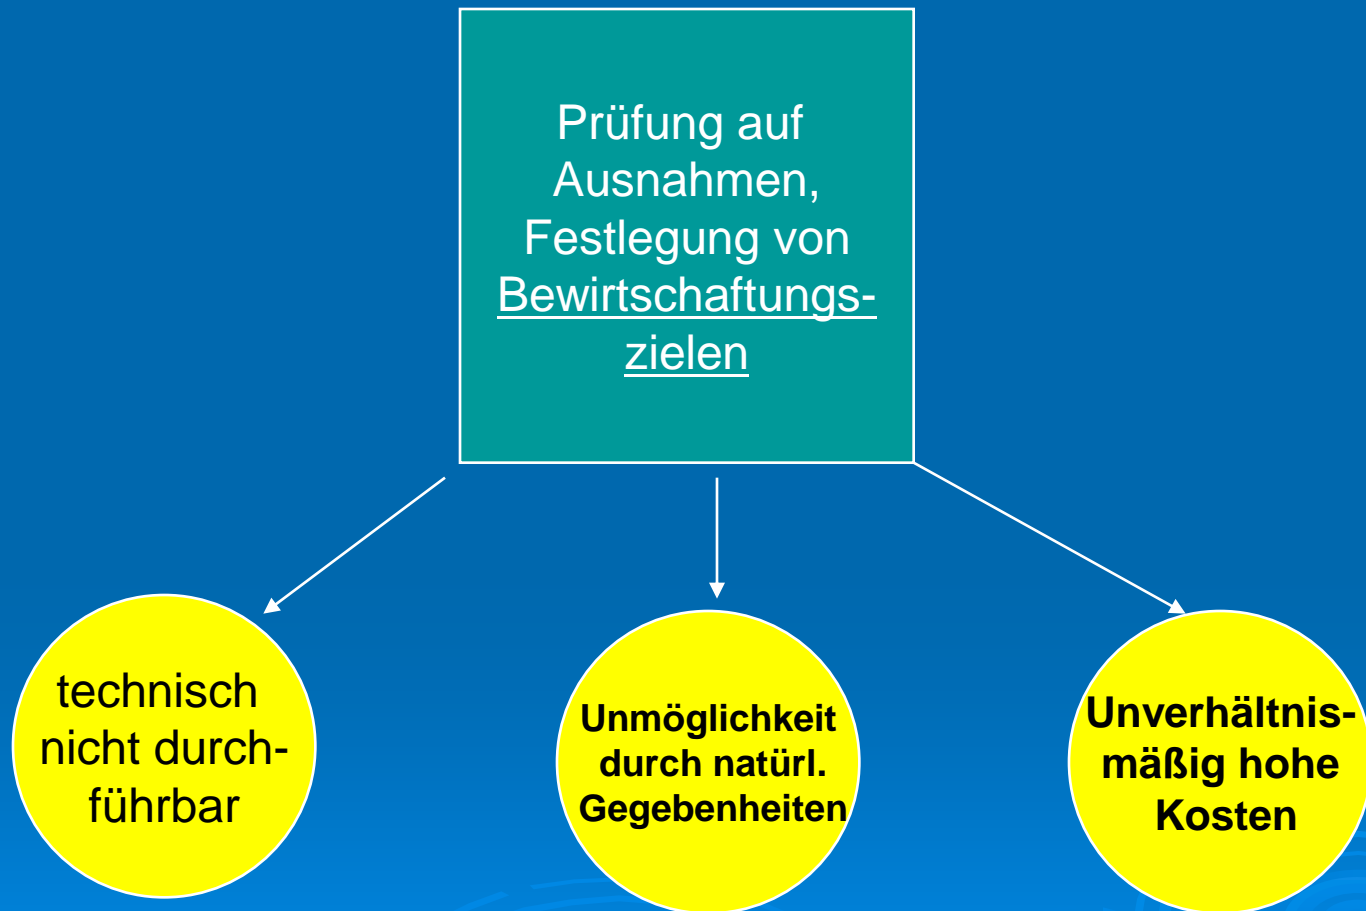 Prüfung auf
Ausnahmen,
Festlegung von
Bewirtschaftungs-
zielen
technisch
nicht durch-
führbar
Unmöglichkeit
durch natürl.
Gegebenheiten
Unverhältnis-
mäßig hohe
Kosten